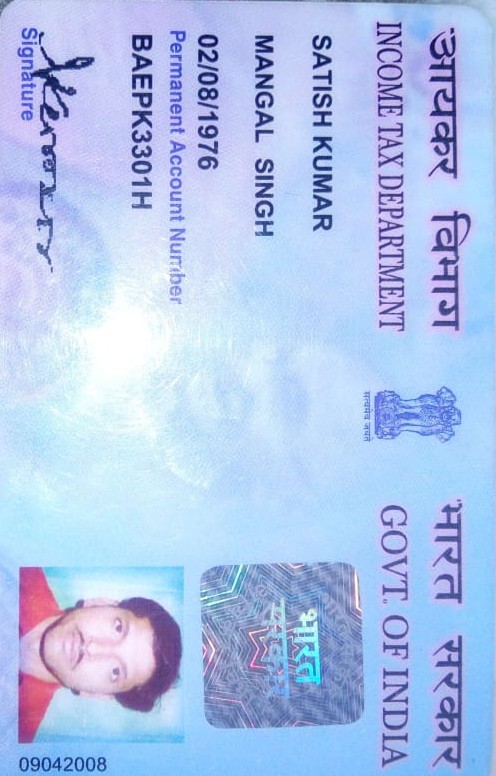 आयकर विभाग
INCOME TAX DEPARTMENT
सत्यमेव जयते
भारत सरकार
GOVT. OF INDIA
SATISH KUMAR
MANGAL SINGH
02/08/1976
Permanent Account Number
BAEPK3301H
Signature
भारत
सरकार
09042008